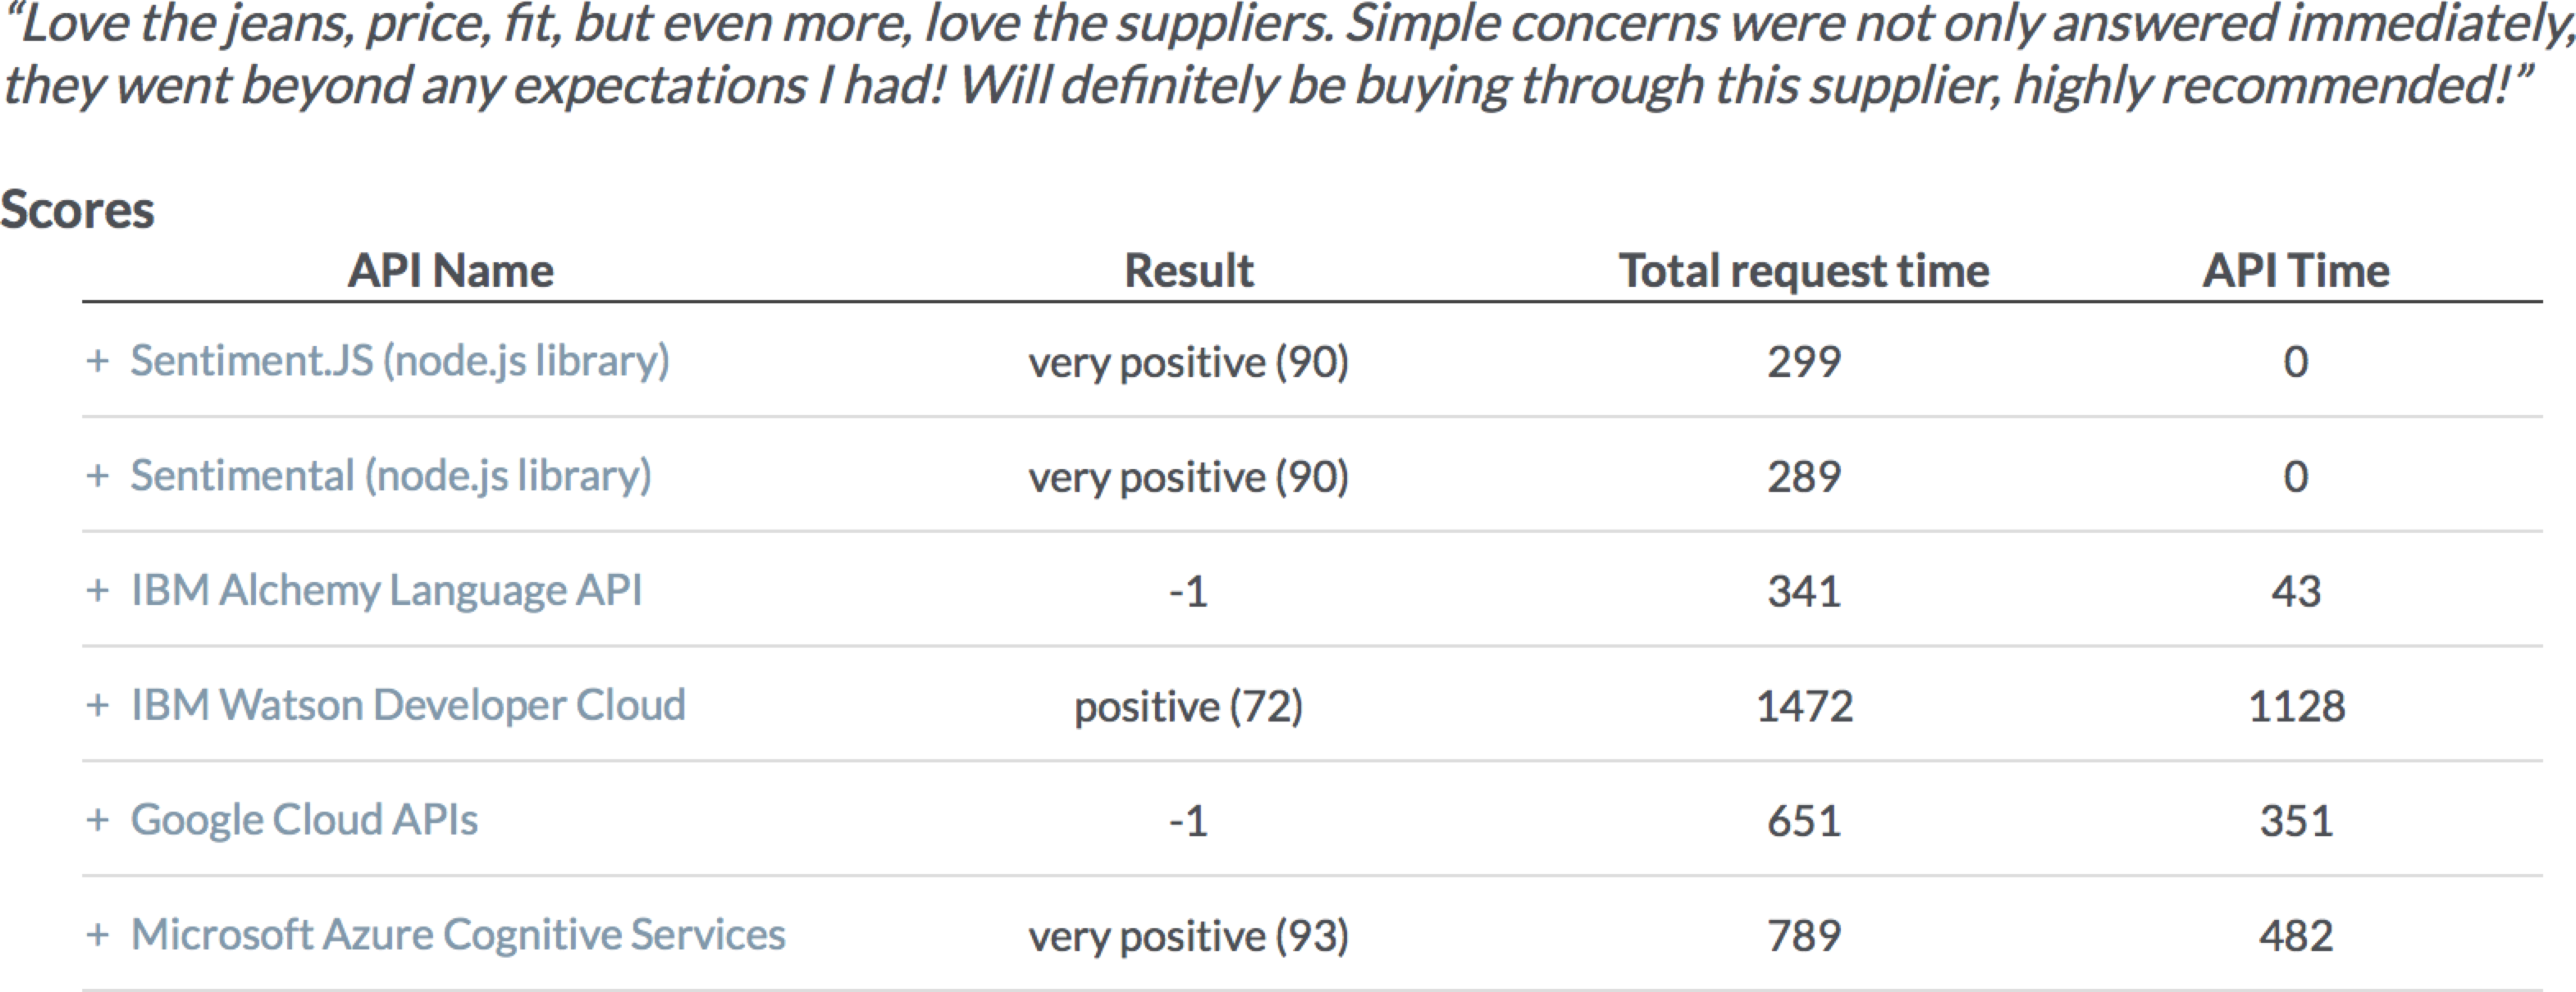 “Love the jeans, price, fit, but even more, love the suppliers. Simple concerns were not only answered immediately,
they went beyond any expectations I had! Will definitely be buying through this supplier, highly recommended!”
Scores
API Name Result Total request time API Time
+ Sentiment.JS (node.js library) very positive (90) 299 0
+ Sentimental (node.js library) very positive (90) 289 0
+ IBM Alchemy Language API -1 341 43
+ IBM Watson Developer Cloud positive (72) 1472 1128
+ Google Cloud APIs -1 651 351
+ Microsoft Azure Cognitive Services very positive (93) 789 482